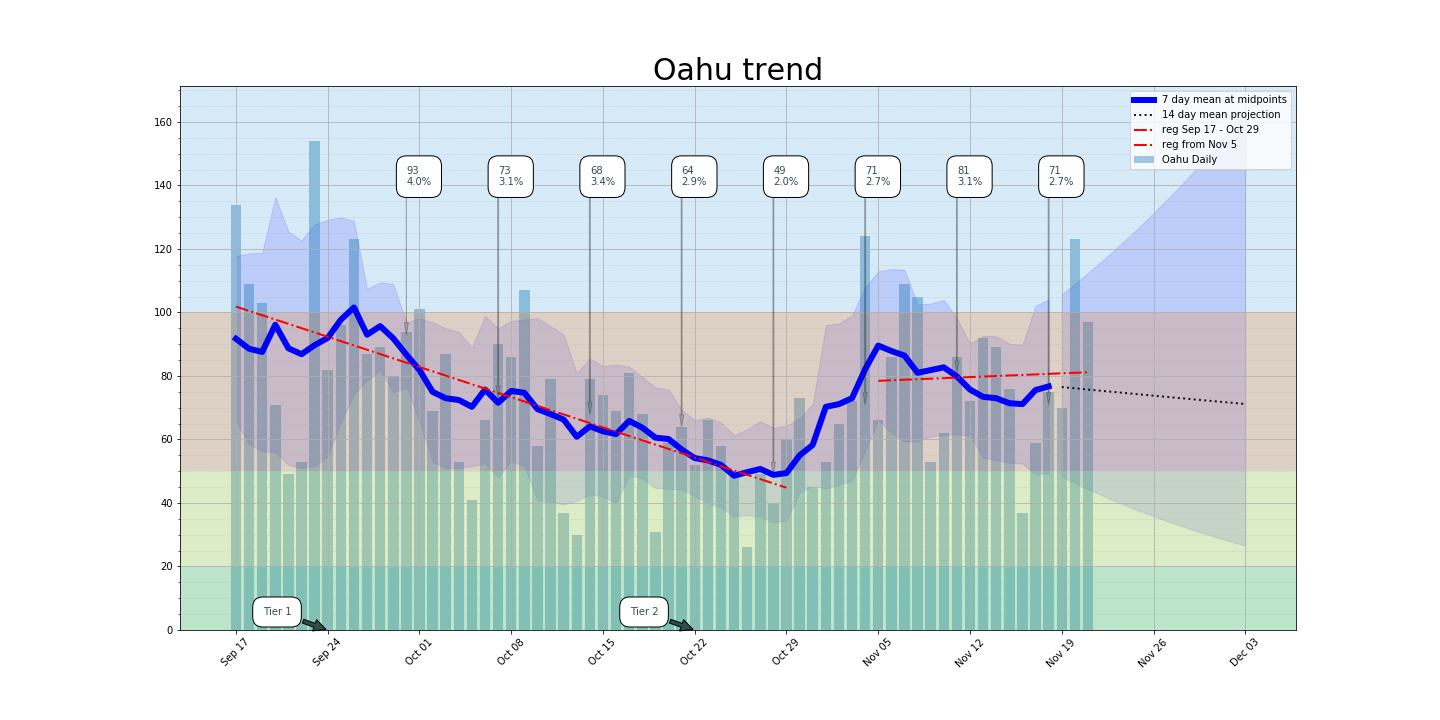 Oahu trend
7 day mean at midpoints
14 day mean projection
reg Sep 17 - Oct 29
reg from Nov 5
Oahu Daily
160
140
120
100
80
60
40
20
0
93
4.0%
73
3.1%
68
3.4%
64
2.9%
49
2.0%
71
2.7%
81
3.1%
71
2.7%
Tier 1
Tier 2
Sep 17
Sep 24
Oct 01
Oct 08
Oct 15
Oct 22
Oct 29
Nov 05
Nov 12
Nov 19
Nov 26
Dec 03